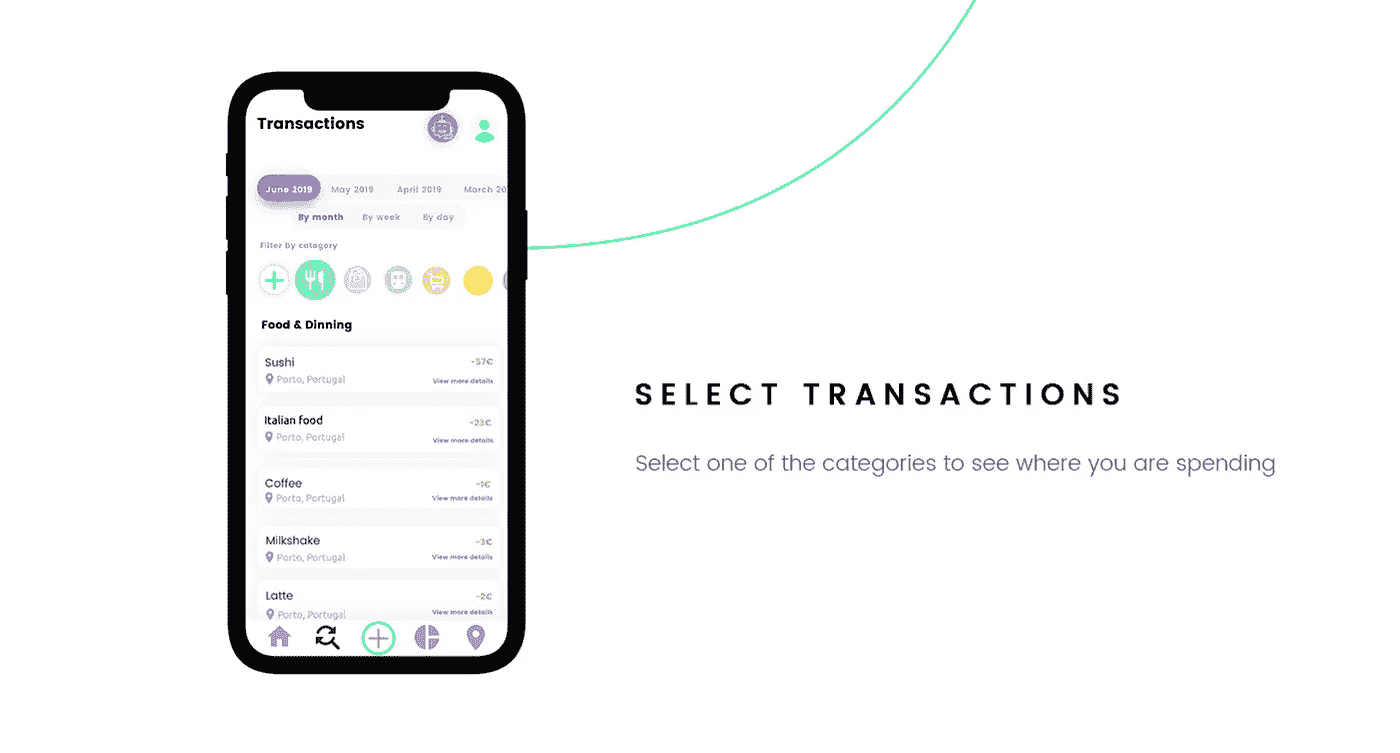 Transactions
June 2019 May 2019 April 2019 March 20
By month By week By day
Filter by category
Food & Dinning
Sushi -57€
Porto, Portugal View more details
Italian food -23€
Porto, Portugal View more details
Coffee -1€
Porto, Portugal View more details
Milkshake -3€
Porto, Portugal View more details
Latte -2€
Porto, Portugal View more details
SELECT TRANSACTIONS
Select one of the categories to see where you are spending